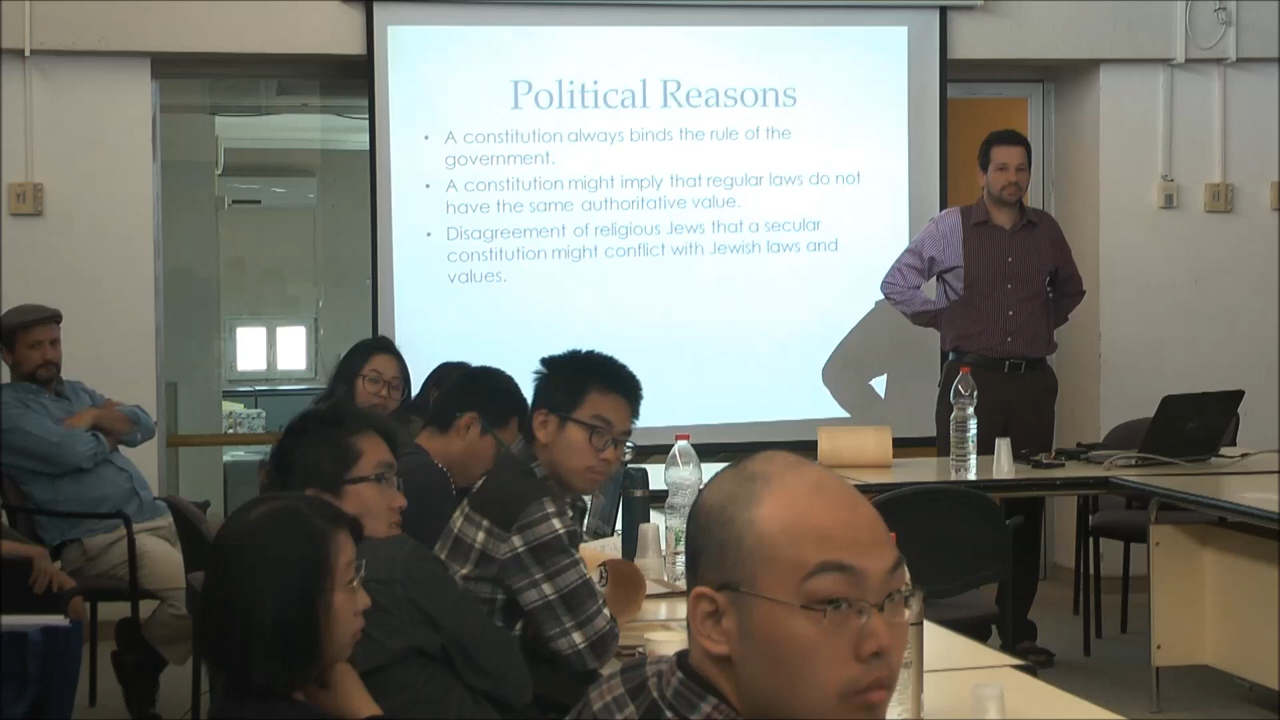 Political Reasons
• A constitution always binds the rule of the
government.
• A constitution might imply that regular laws do not
have the same authoritative value.
• Disagreement of religious Jews that a secular
constitution might conflict with Jewish laws and
values.